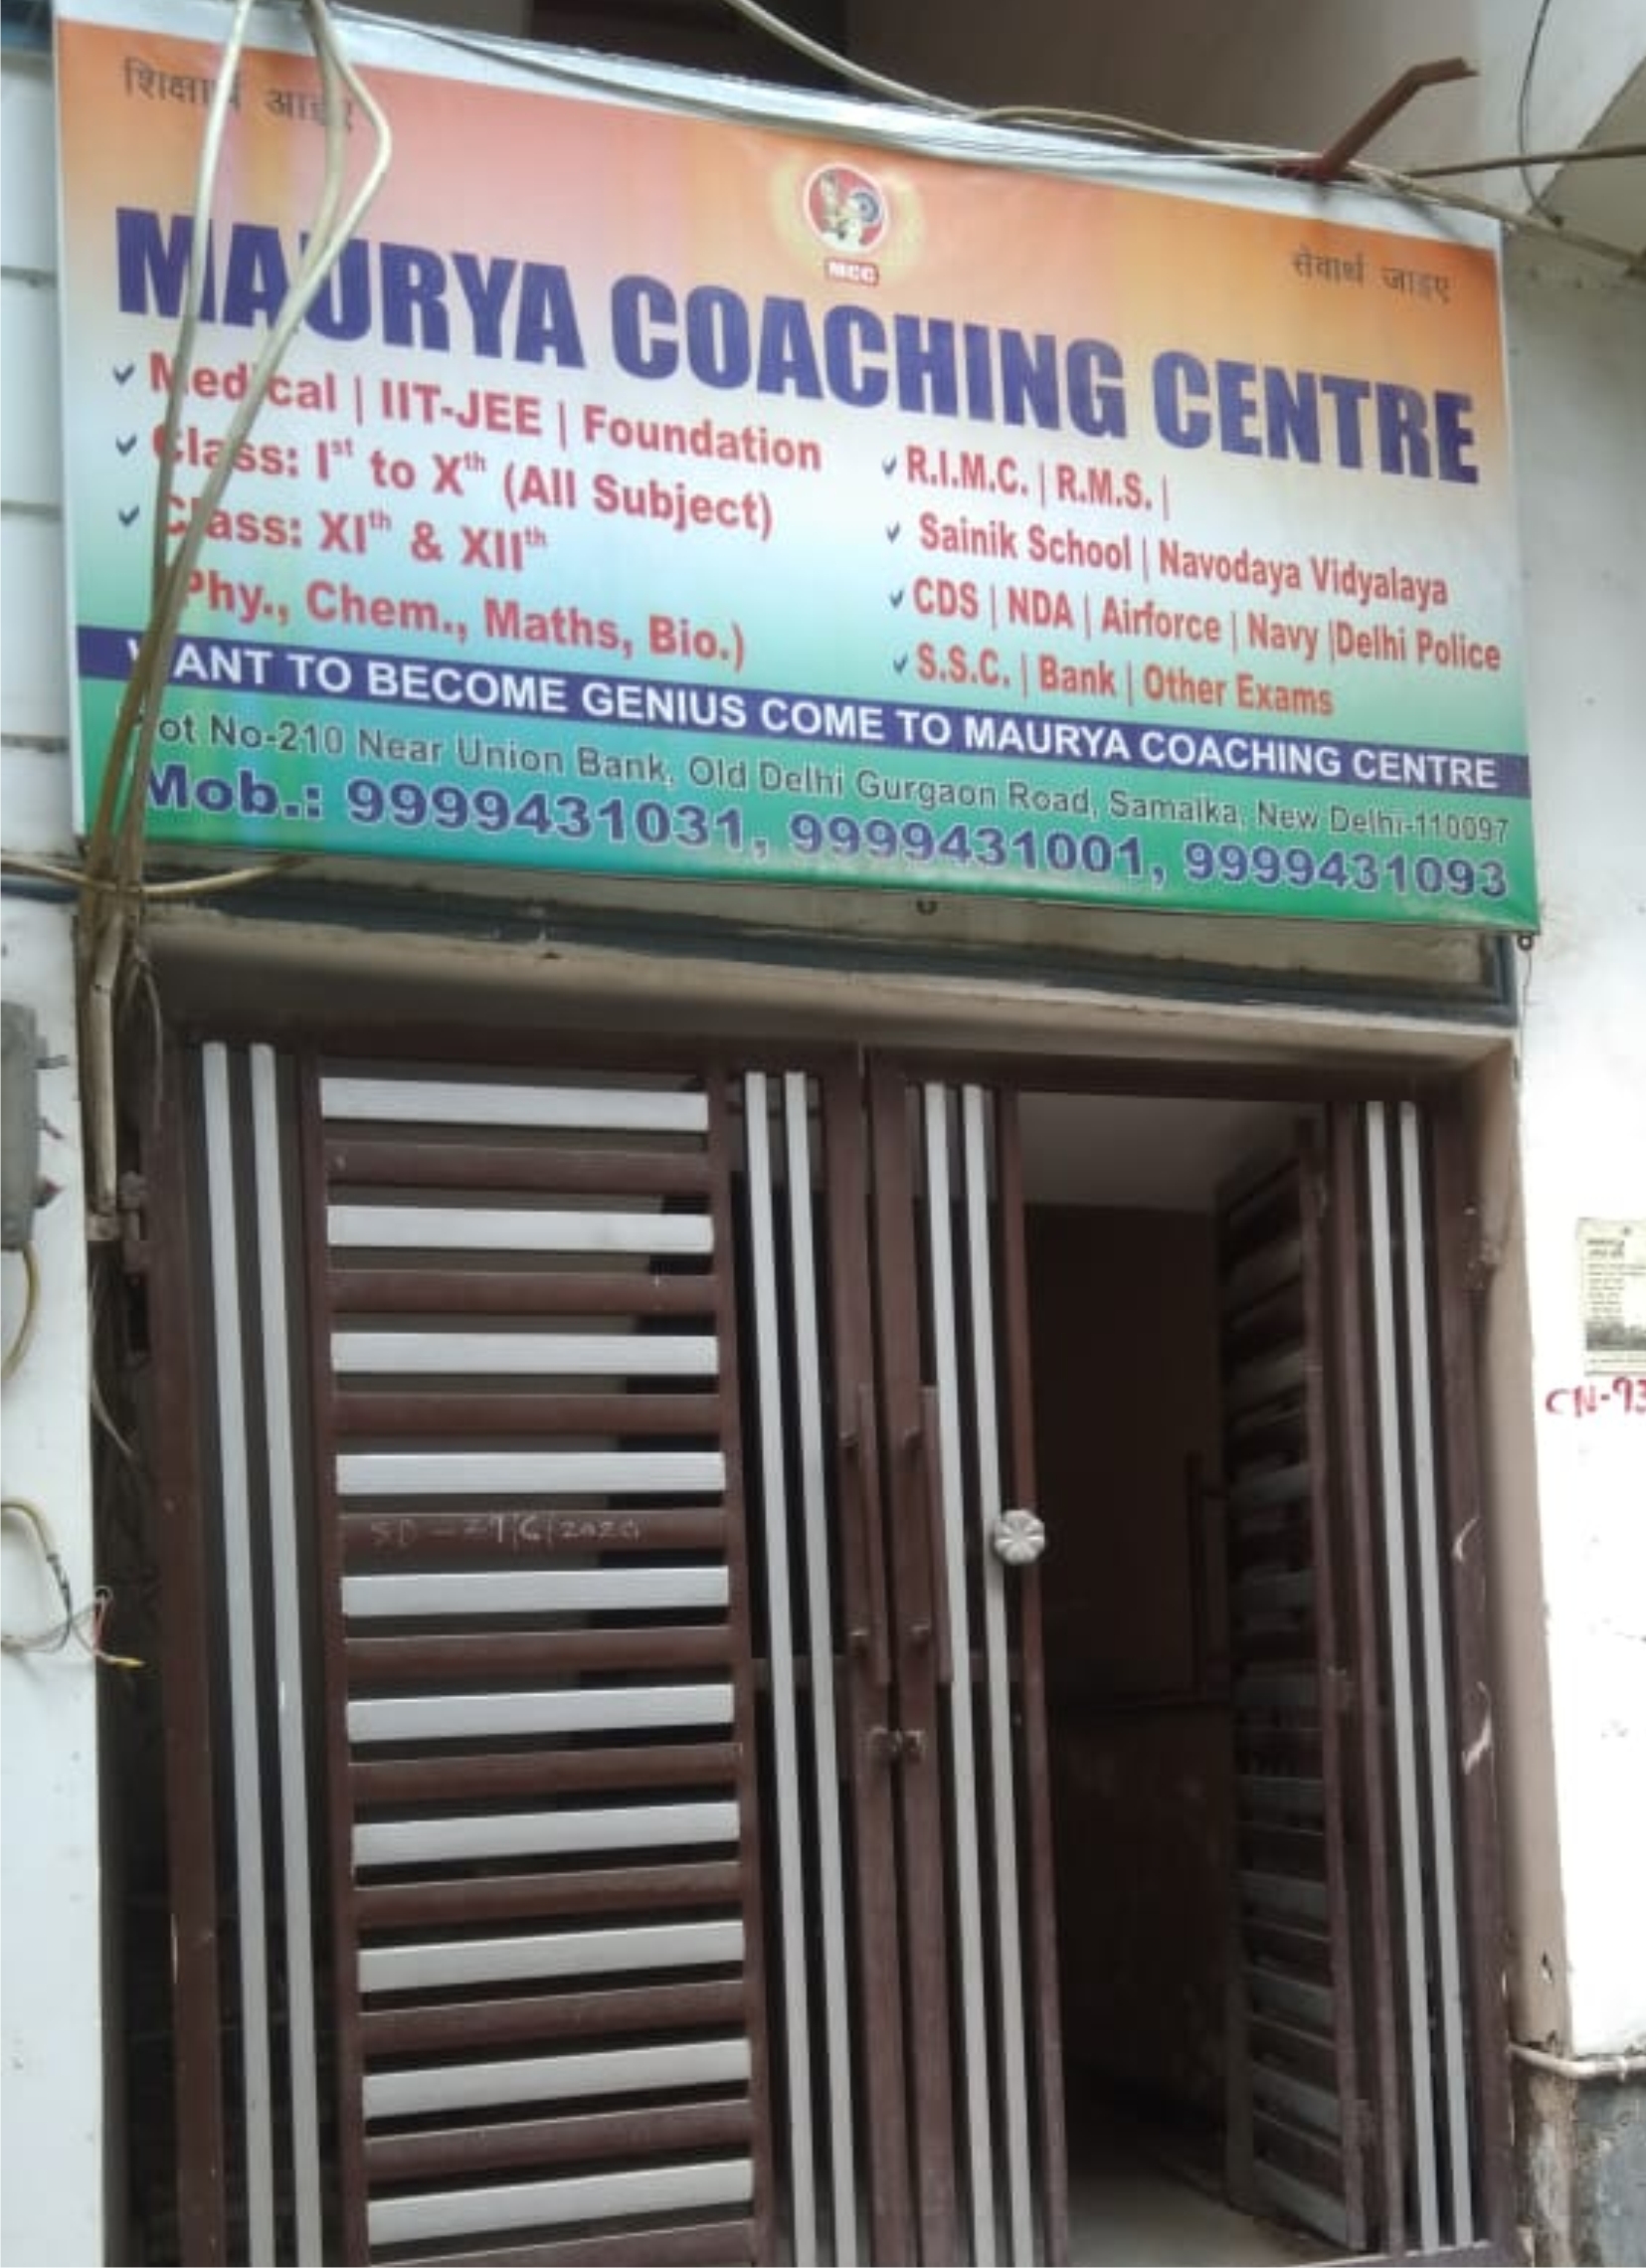 शिक्षार्थ आइए
सेवार्थ जाइए
MCC
MAURYA COACHING CENTRE
Medical | IIT-JEE | Foundation
Class: Ist to Xth (All Subject)
Class: XIth & XIIth
Phy., Chem., Maths, Bio.)
R.I.M.C. | R.M.S. |
Sainik School | Navodaya Vidyalaya
CDS | NDA | Airforce | Navy |Delhi Police
S.S.C. | Bank | Other Exams
WANT TO BECOME GENIUS COME TO MAURYA COACHING CENTRE
Plot No-210 Near Union Bank, Old Delhi Gurgaon Road, Samalka, New Delhi-110097
Mob.: 9999431031, 9999431001, 9999431093
CN-93